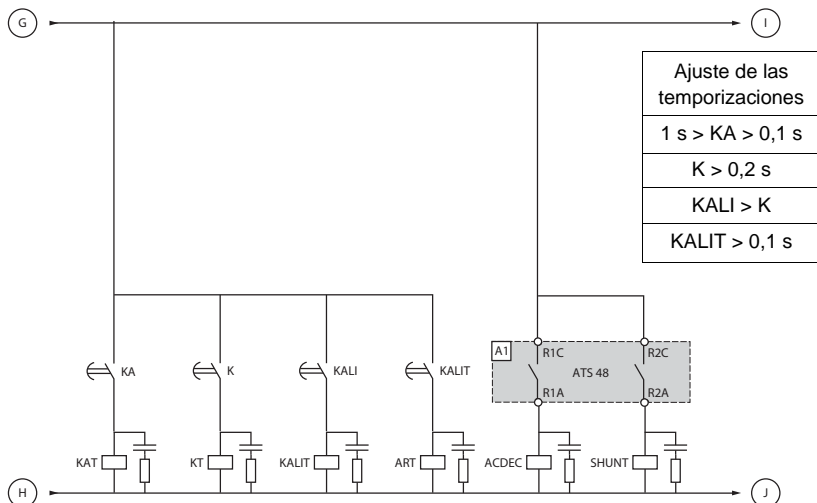 G
I
Ajuste de las
temporizaciones
1 s > KA > 0,1 s
K > 0,2 s
KALI > K
KALIT > 0,1 s
A1
R1C
R2C
KA
K
KALI
KALIT
ATS 48
R1A
R2A
KAT
KT
KALIT
ART
ACDEC
SHUNT
H
J